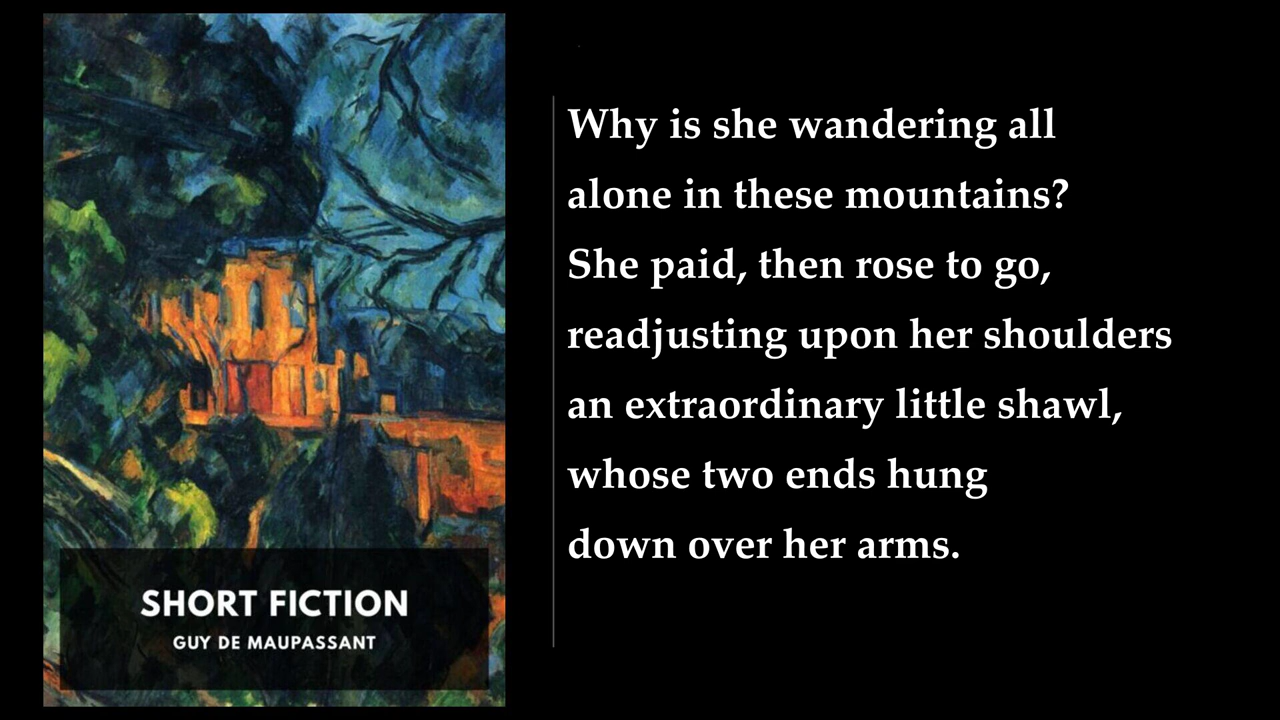 Why is she wandering all
alone in these mountains?
She paid, then rose to go,
readjusting upon her shoulders
an extraordinary little shawl,
whose two ends hung
down over her arms.
SHORT FICTION
GUY DE MAUPASSANT